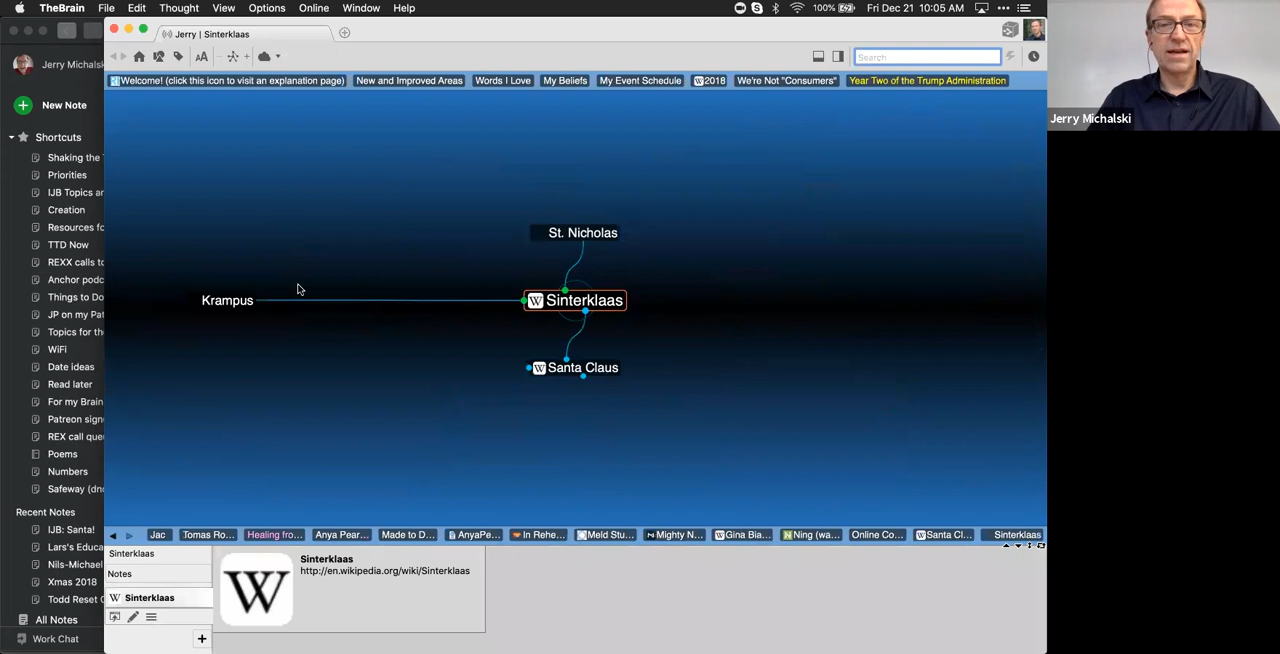 TheBrain File Edit Thought View Options Online Window Help 100% Fri Dec 21 10:05 AM
Jerry | Sinterklaas
Jerry Michalsk
AA
Search
Welcome! (click this icon to visit an explanation page) New and Improved Areas Words I Love My Beliefs My Event Schedule W 2018 We're Not "Consumers" Year Two of the Trump Administration
New Note
Shortcuts
Shaking the
Priorities
IJB Topics ar
Creation
Resources fo
TTD Now
REXX calls to
Anchor podc
Things to Do
JP on my Pat
Topics for the
WiFi
Date ideas
Read later
For my Brain
Patreon sign
REX call que
Poems
Numbers
Safeway (dno
Recent Notes
IJB: Santa!
Lars's Educa
Nils-Michael
Xmas 2018
Todd Reset C
All Notes
Work Chat
St. Nicholas
Krampus
W Sinterklaas
W Santa Claus
Jac Tomas Ro... Healing fro... Anya Pear... Made to D... AnyaPe... In Rehe... Meld Stu... Mighty N... W Gina Bia... N Ning (wa... Online Co... W Santa Cl... Sinterklaas
Sinterklaas
Notes
W Sinterklaas
W
Sinterklaas
http://en.wikipedia.org/wiki/Sinterklaas
Jerry Michalski